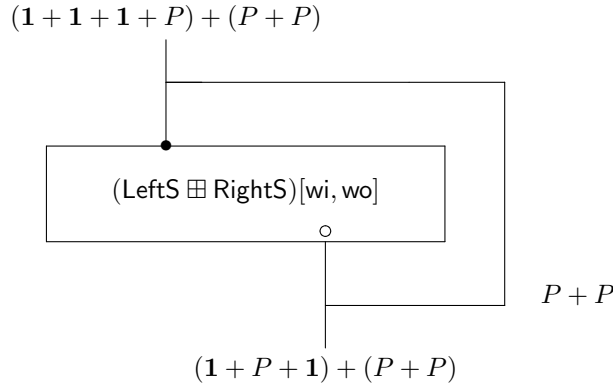 (𝟏 + 𝟏 + 𝟏 + P) + (P + P)
(LeftS ⊞ RightS)[wi, wo]
P + P
(𝟏 + P + 𝟏) + (P + P)